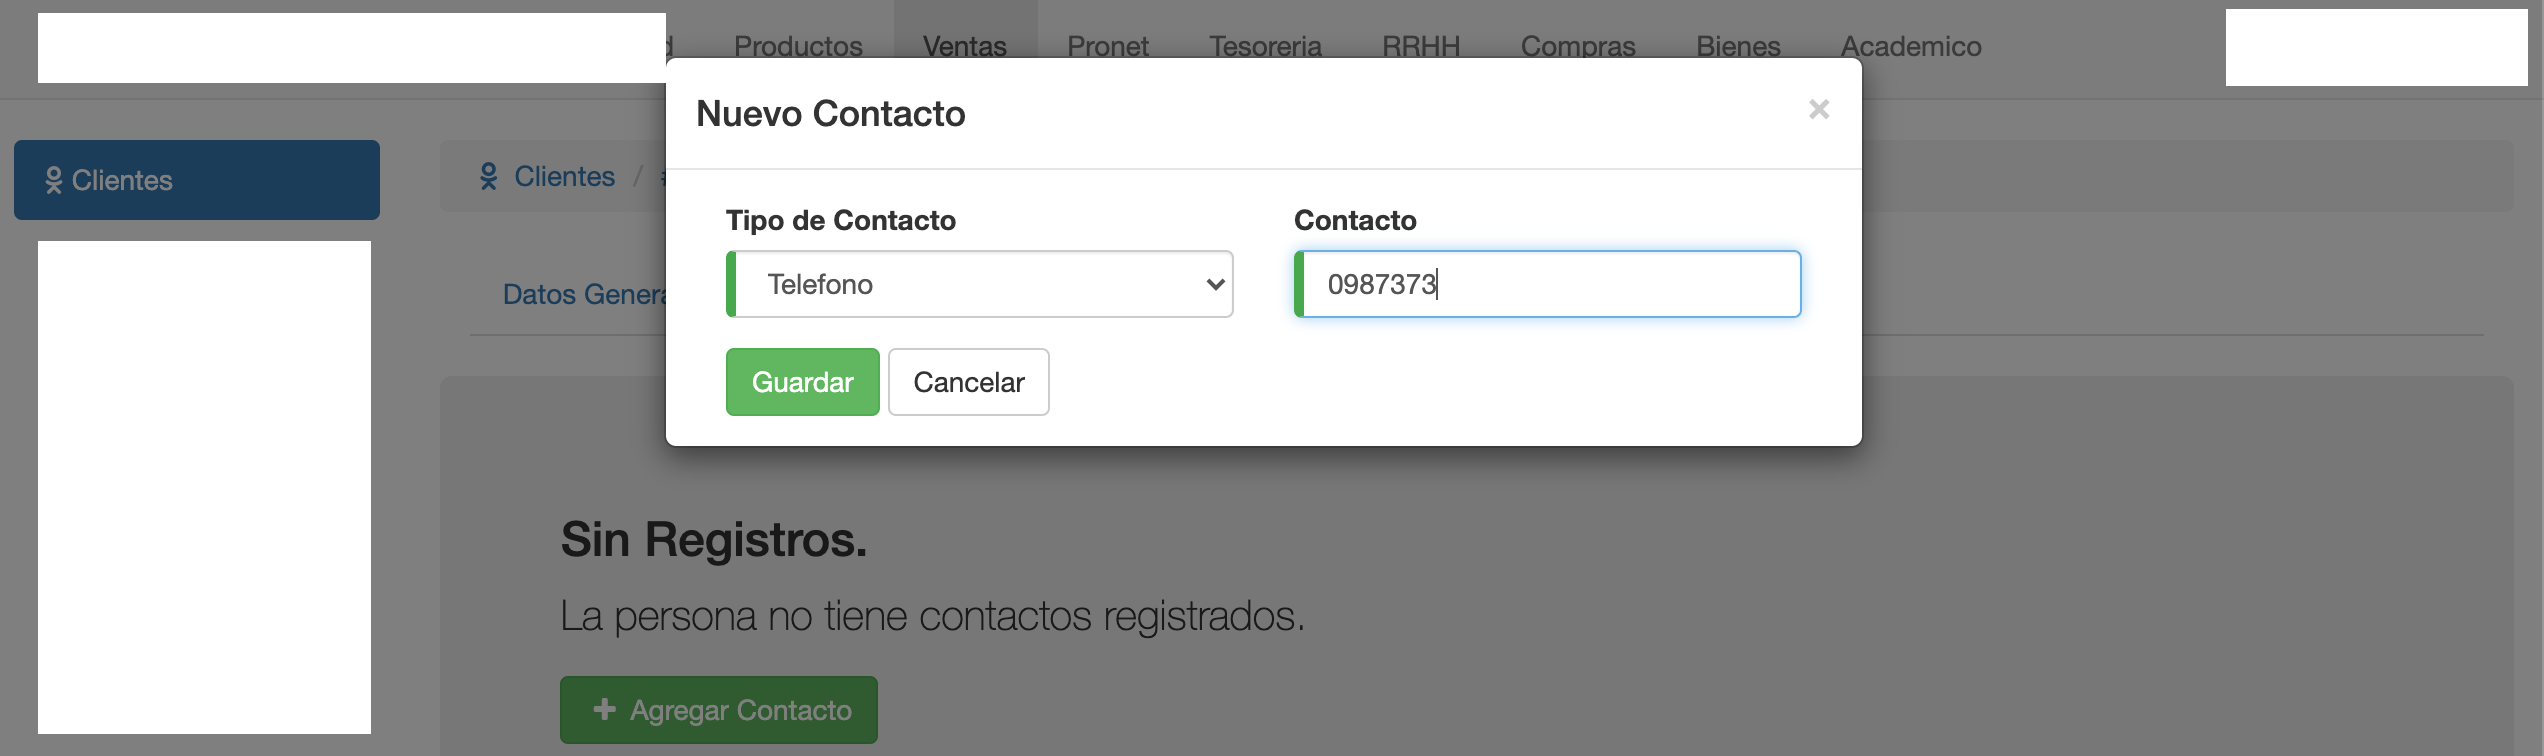 Productos Ventas Pronet Tesoreria RRHH Compras Bienes Academico
Nuevo Contacto ×
Clientes
Clientes /
Tipo de Contacto Contacto
Telefono 0987373
Datos Genera
Guardar Cancelar
Sin Registros.
La persona no tiene contactos registrados.
+ Agregar Contacto